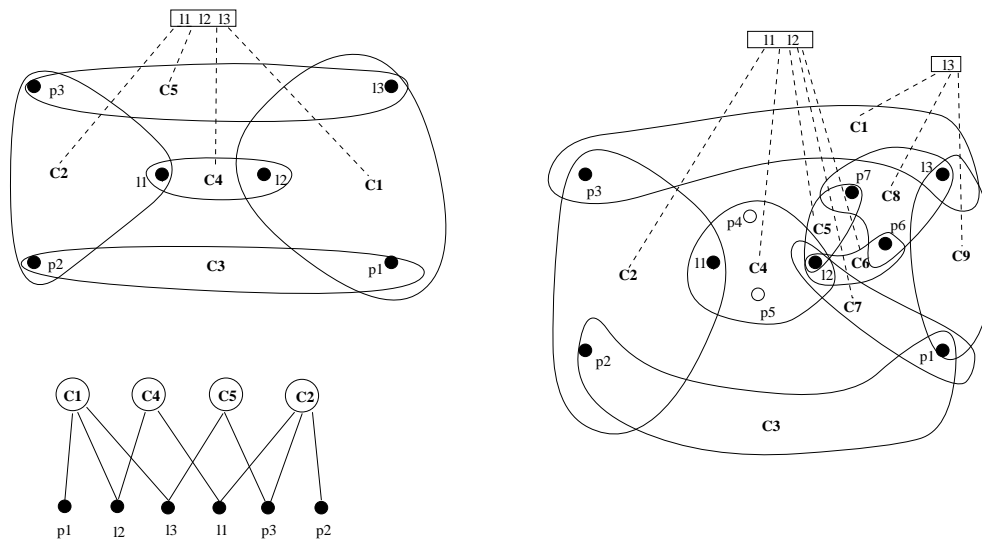 l1 l2 l3
p3 C5 l3
C2 l1 C4 l2 C1
p2 C3 p1
C1 C4 C5 C2
p1 l2 l3 l1 p3 p2
l1 l2
l3
C1
p3 p7 C8 l3
p4 C5 p6
C2 l1 C4 l2 C6 C9
p5 C7
p2 p1
C3